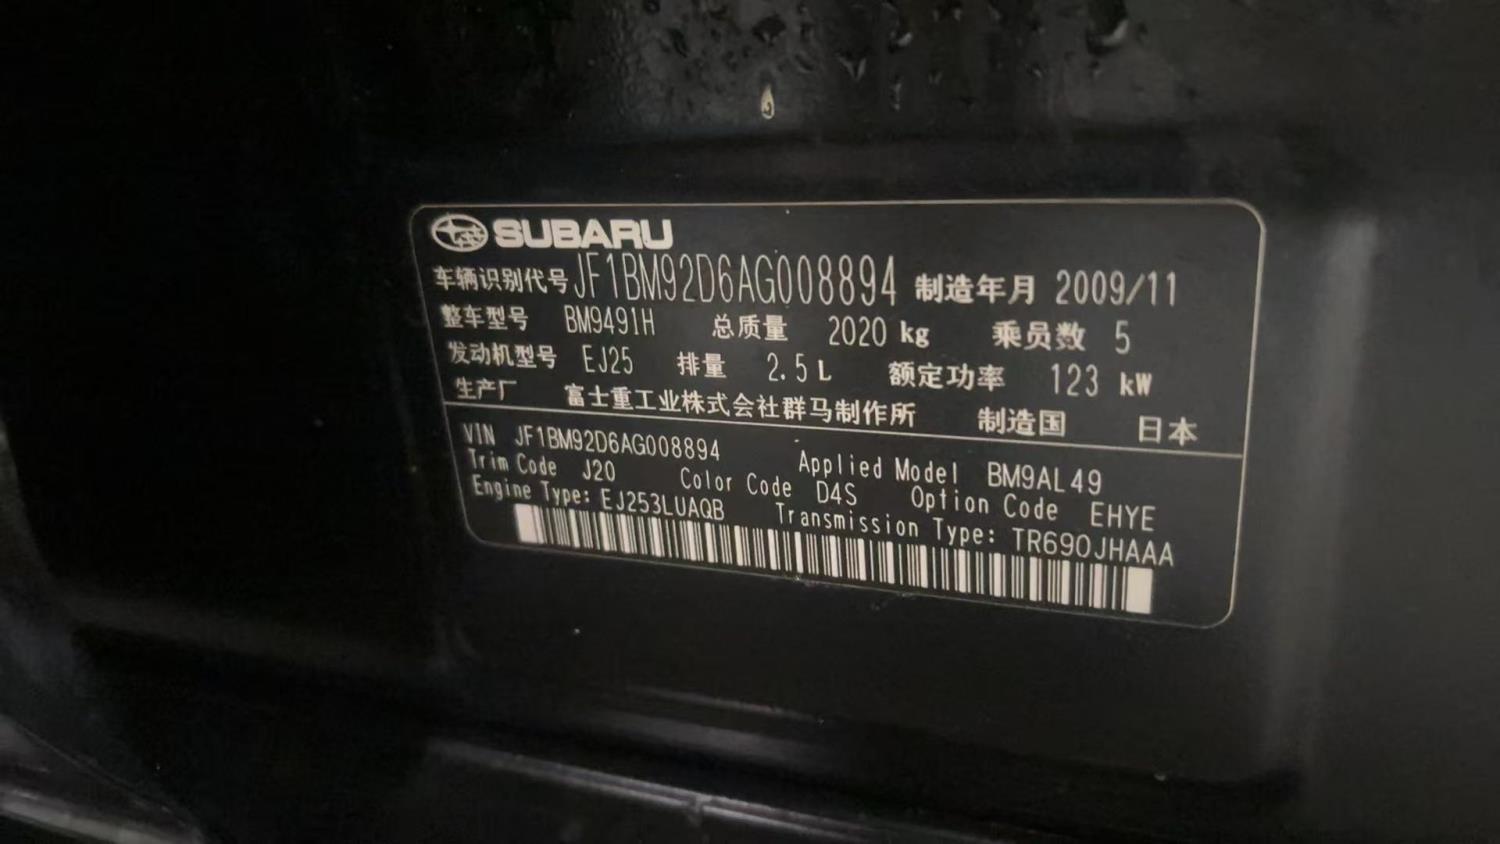 SUBARU
车辆识别代号 JF1BM92D6AG008894 制造年月 2009/11
整车型号 BM9491H 总质量 2020 kg 乘员数 5
发动机型号 EJ25 排量 2.5 L 额定功率 123 kW
生产厂 富士重工业株式会社群马制作所 制造国 日本
VIN JF1BM92D6AG008894 Applied Model BM9AL49
Trim Code J20 Color Code D4S Option Code EHYE
Engine Type: EJ253LUAQB Transmission Type: TR690JHAAA